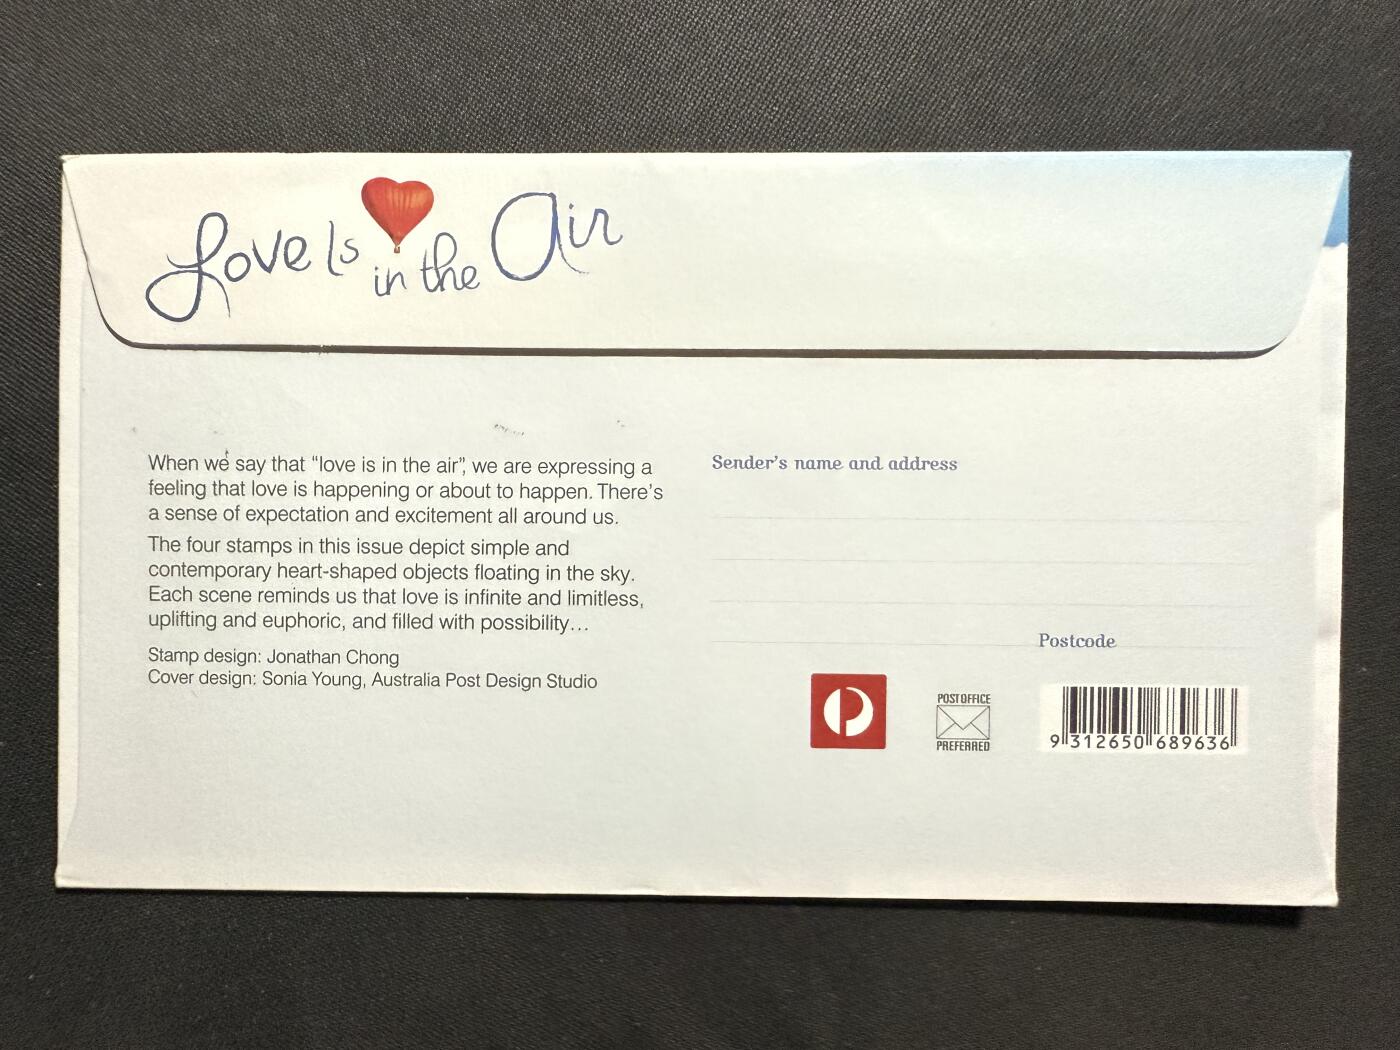 Love Is in the Air
When we say that “love is in the air”, we are expressing a
feeling that love is happening or about to happen. There’s
a sense of expectation and excitement all around us.
The four stamps in this issue depict simple and
contemporary heart-shaped objects floating in the sky.
Each scene reminds us that love is infinite and limitless,
uplifting and euphoric, and filled with possibility…
Stamp design: Jonathan Chong
Cover design: Sonia Young, Australia Post Design Studio
Sender’s name and address
Postcode
POST OFFICE
PREFERRED
9 312650 689636